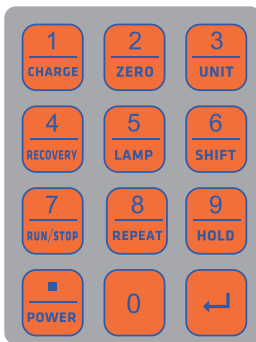 1 2 3
CHARGE ZERO UNIT
4 5 6
RECOVERY LAMP SHIFT
7 8 9
RUN/STOP REPEAT HOLD
0
POWER